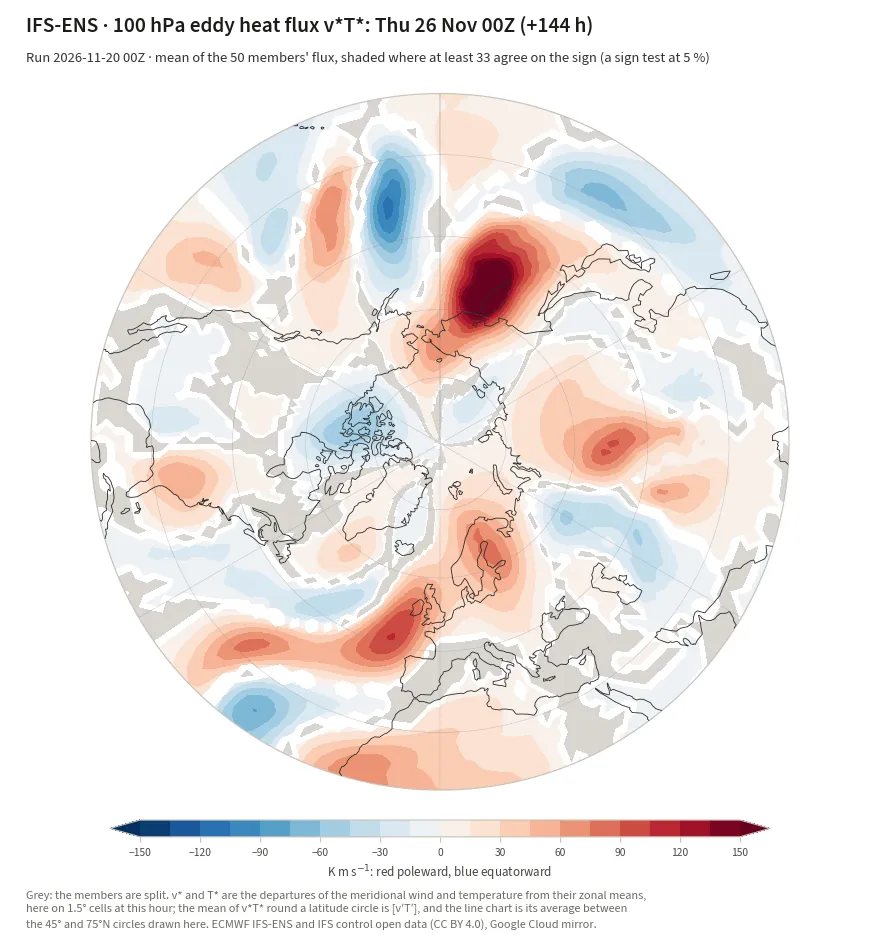 IFS-ENS · 100 hPa eddy heat flux v*T*: Thu 26 Nov 00Z (+144 h)
Run 2026-11-20 00Z · mean of the 50 members' flux, shaded where at least 33 agree on the sign (a sign test at 5 %)
−150 −120 −90 −60 −30 0 30 60 90 120 150
K m s⁻¹: red poleward, blue equatorward
Grey: the members are split. v* and T* are the departures of the meridional wind and temperature from their zonal means,
here on 1.5° cells at this hour; the mean of v*T* round a latitude circle is [v′T′], and the line chart is its average between
the 45° and 75°N circles drawn here. ECMWF IFS-ENS and IFS control open data (CC BY 4.0), Google Cloud mirror.